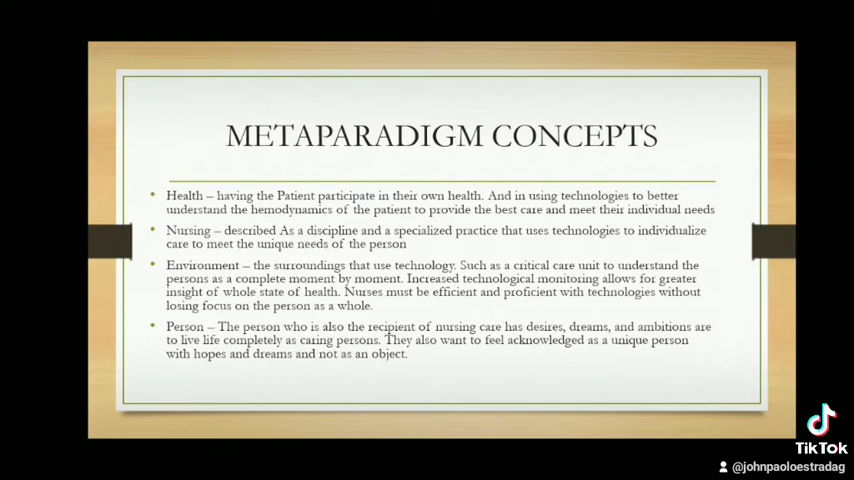 METAPARADIGM CONCEPTS
• Health – having the Patient participate in their own health. And in using technologies to better
understand the hemodynamics of the patient to provide the best care and meet their individual needs
• Nursing – described As a discipline and a specialized practice that uses technologies to individualize
care to meet the unique needs of the person
• Environment – the surroundings that use technology. Such as a critical care unit to understand the
persons as a complete moment by moment. Increased technological monitoring allows for greater
insight of whole state of health. Nurses must be efficient and proficient with technologies without
losing focus on the person as a whole.
• Person – The person who is also the recipient of nursing care has desires, dreams, and ambitions are
to live life completely as caring persons. They also want to feel acknowledged as a unique person
with hopes and dreams and not as an object.
TikTok
@johnpaoloestradag